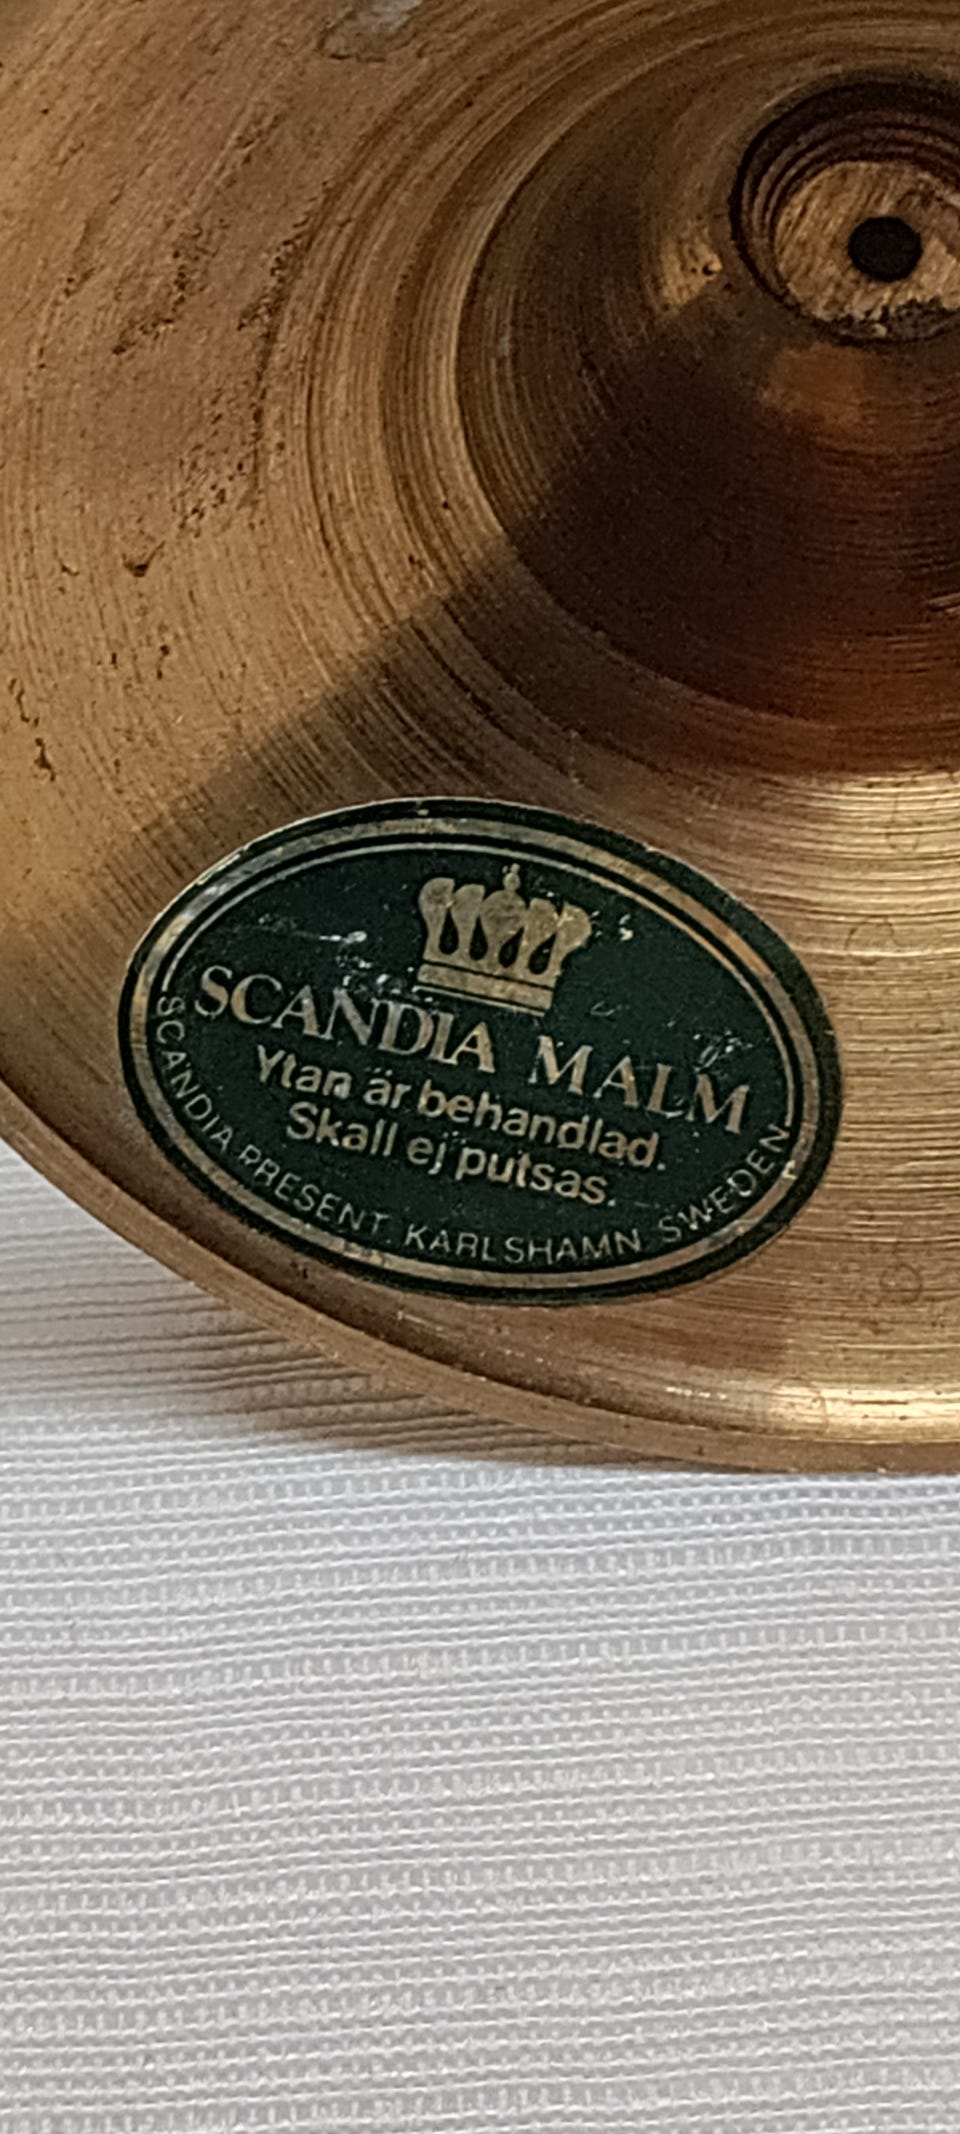 SCANDIA MALM
Ytan är behandlad.
Skall ej putsas.
SCANDIA PRESENT KARLSHAMN SWEDEN